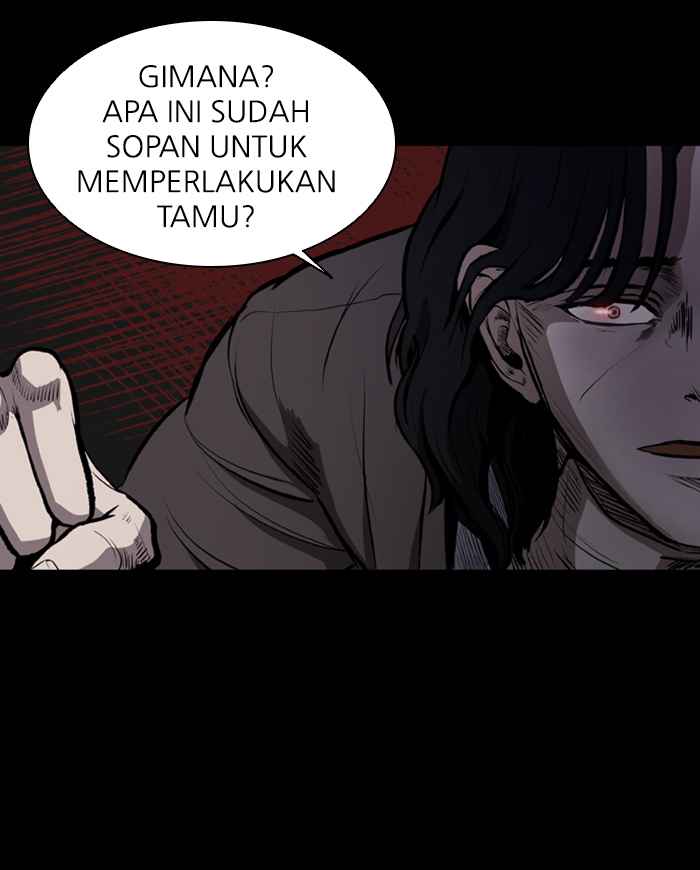 GIMANA?
APA INI SUDAH
SOPAN UNTUK
MEMPERLAKUKAN
TAMU?